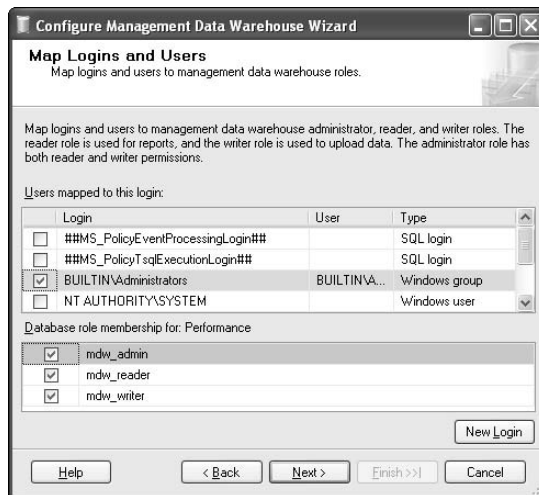 Configure Management Data Warehouse Wizard
Map Logins and Users
Map logins and users to management data warehouse roles.
Map logins and users to management data warehouse administrator, reader, and writer roles. The
reader role is used for reports, and the writer role is used to upload data. The administrator role has
both reader and writer permissions.
Users mapped to this login:
Login User Type
##MS_PolicyEventProcessingLogin## SQL login
##MS_PolicyTsqlExecutionLogin## SQL login
BUILTIN\Administrators BUILTIN\A... Windows group
NT AUTHORITY\SYSTEM Windows user
Database role membership for: Performance
mdw_admin
mdw_reader
mdw_writer
New Login
Help < Back Next > Finish >>| Cancel